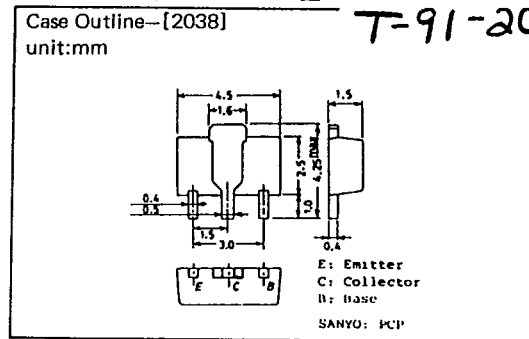 Case Outline—[2038]
T-91-20
unit:mm
4.5
1.6
1.5
2.5
4.25max
1.0
0.4
0.5
1.5
3.0
0.4
E C B
E: Emitter
C: Collector
B: Base
SANYO: PCP